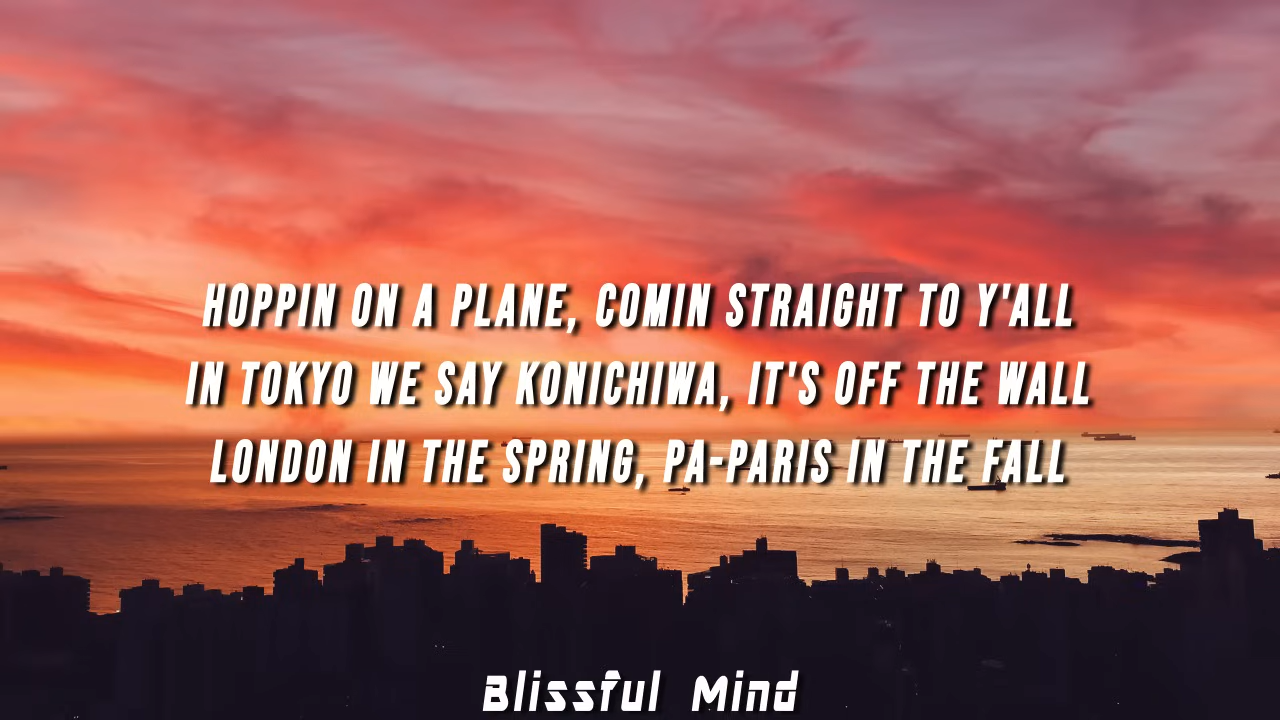 HOPPIN ON A PLANE, COMIN STRAIGHT TO Y'ALL
IN TOKYO WE SAY KONICHIWA, IT'S OFF THE WALL
LONDON IN THE SPRING, PA-PARIS IN THE FALL
Blissful Mind